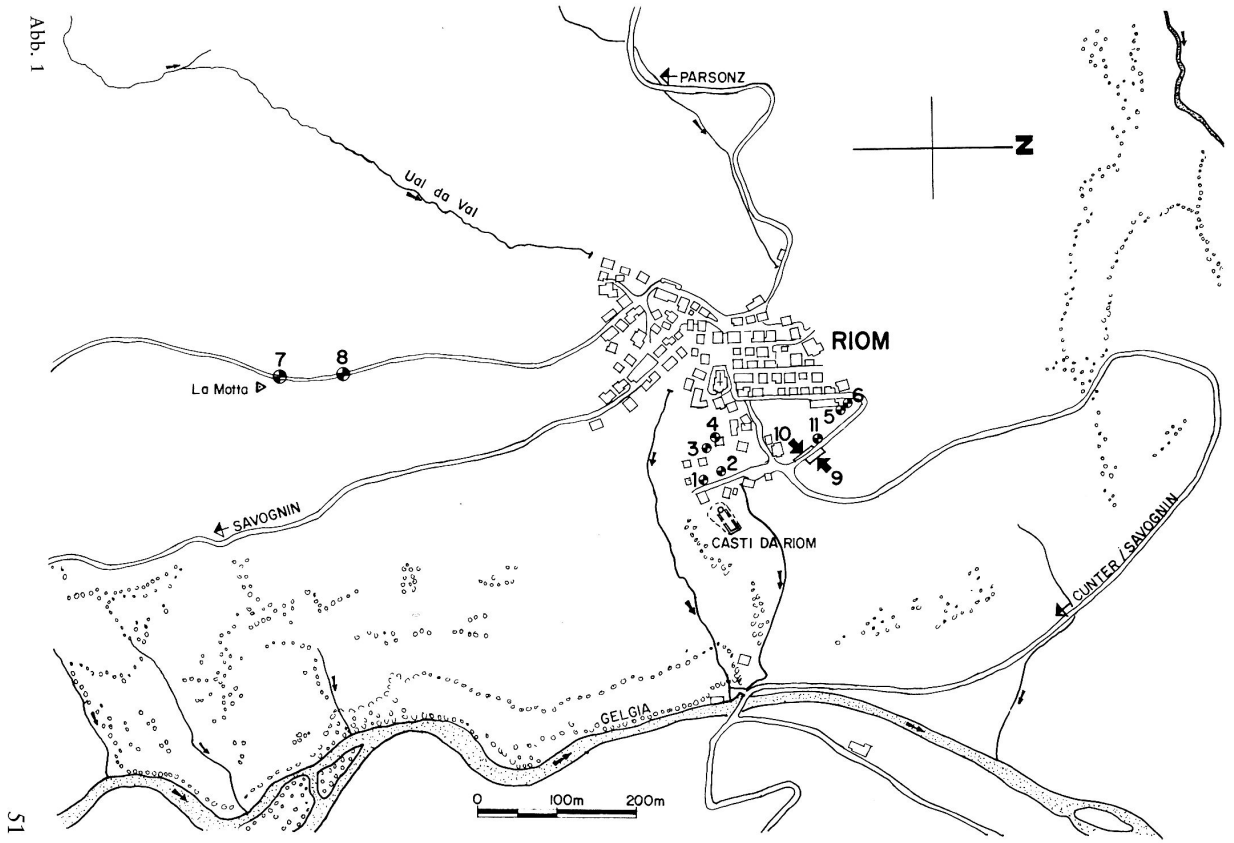 Abb. 1
PARSONZ
N
Ual da Val
RIOM
7
8
La Motta
6
5
11
10
9
4
3
2
1
SAVOGNIN
CASTI DA RIOM
CUNTER / SAVOGNIN
GELGIA
0 100m 200m
51